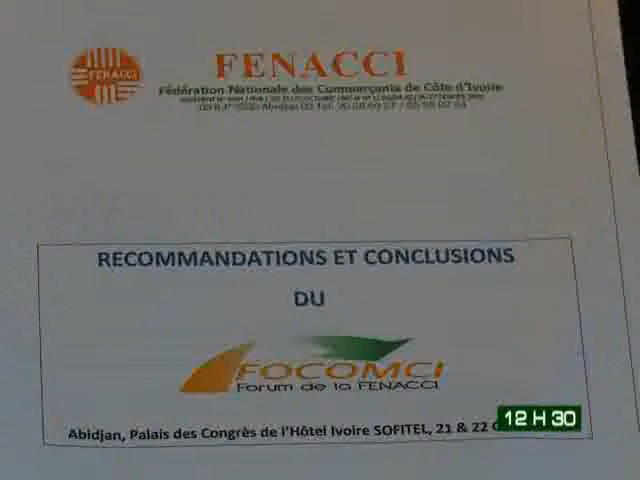 FENACCI
FENACCI
Fédération Nationale des Commerçants de Côte d'Ivoire
RECOMMANDATIONS ET CONCLUSIONS
DU
FOCOMCI
Forum de la FENACCI
Abidjan, Palais des Congrès de l'Hôtel Ivoire SOFITEL, 21 & 22
12 H 30